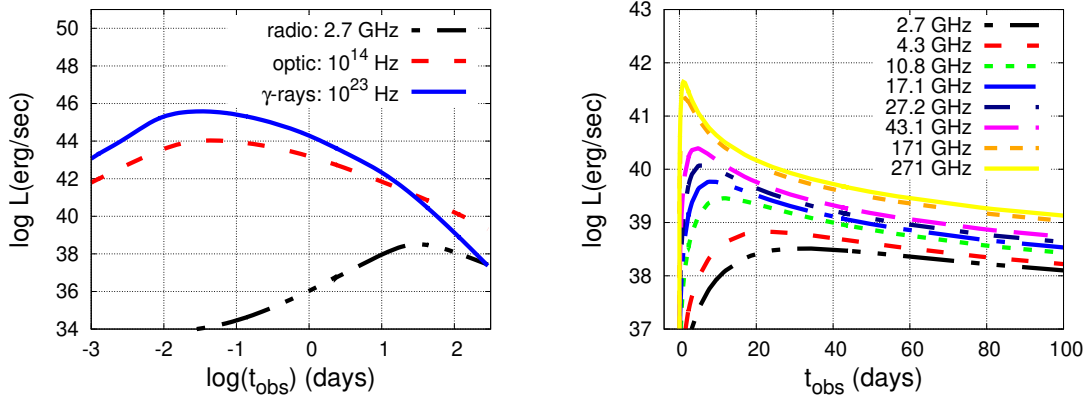 50
48
46
44
42
40
38
36
34
log L(erg/sec)
-3
-2
-1
0
1
2
log(t_obs) (days)
radio: 2.7 GHz
optic: 10^14 Hz
γ-rays: 10^23 Hz
43
42
41
40
39
38
37
log L(erg/sec)
0
20
40
60
80
100
t_obs (days)
2.7 GHz
4.3 GHz
10.8 GHz
17.1 GHz
27.2 GHz
43.1 GHz
171 GHz
271 GHz